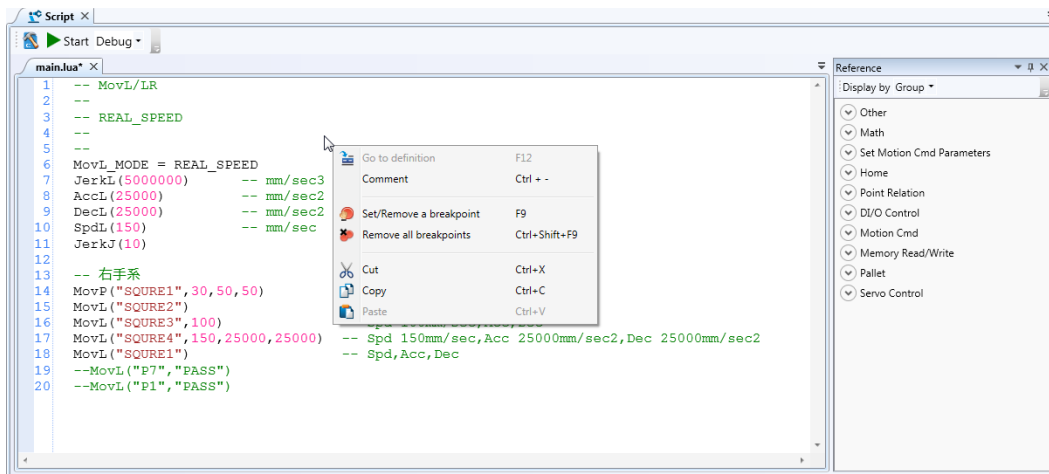 Script
Start Debug
main.lua*
1 -- MovL/LR
2 --
3 -- REAL_SPEED
4 --
5 --
6 MovL_MODE = REAL_SPEED
7 JerkL(5000000) -- mm/sec3
8 AccL(25000) -- mm/sec2
9 DecL(25000) -- mm/sec2
10 SpdL(150) -- mm/sec
11 JerkJ(10)
12
13 -- 右手系
14 MovP("SQURE1",30,50,50)
15 MovL("SQURE2")
16 MovL("SQURE3",100)
17 MovL("SQURE4",150,25000,25000) -- Spd 150mm/sec,Acc 25000mm/sec2,Dec 25000mm/sec2
18 MovL("SQURE1") -- Spd,Acc,Dec
19 --MovL("P7","PASS")
20 --MovL("P1","PASS")
Go to definition F12
Comment Ctrl + -
Set/Remove a breakpoint F9
Remove all breakpoints Ctrl+Shift+F9
Cut Ctrl+X
Copy Ctrl+C
Paste Ctrl+V
Reference
Display by Group
Other
Math
Set Motion Cmd Parameters
Home
Point Relation
DI/O Control
Motion Cmd
Memory Read/Write
Pallet
Servo Control